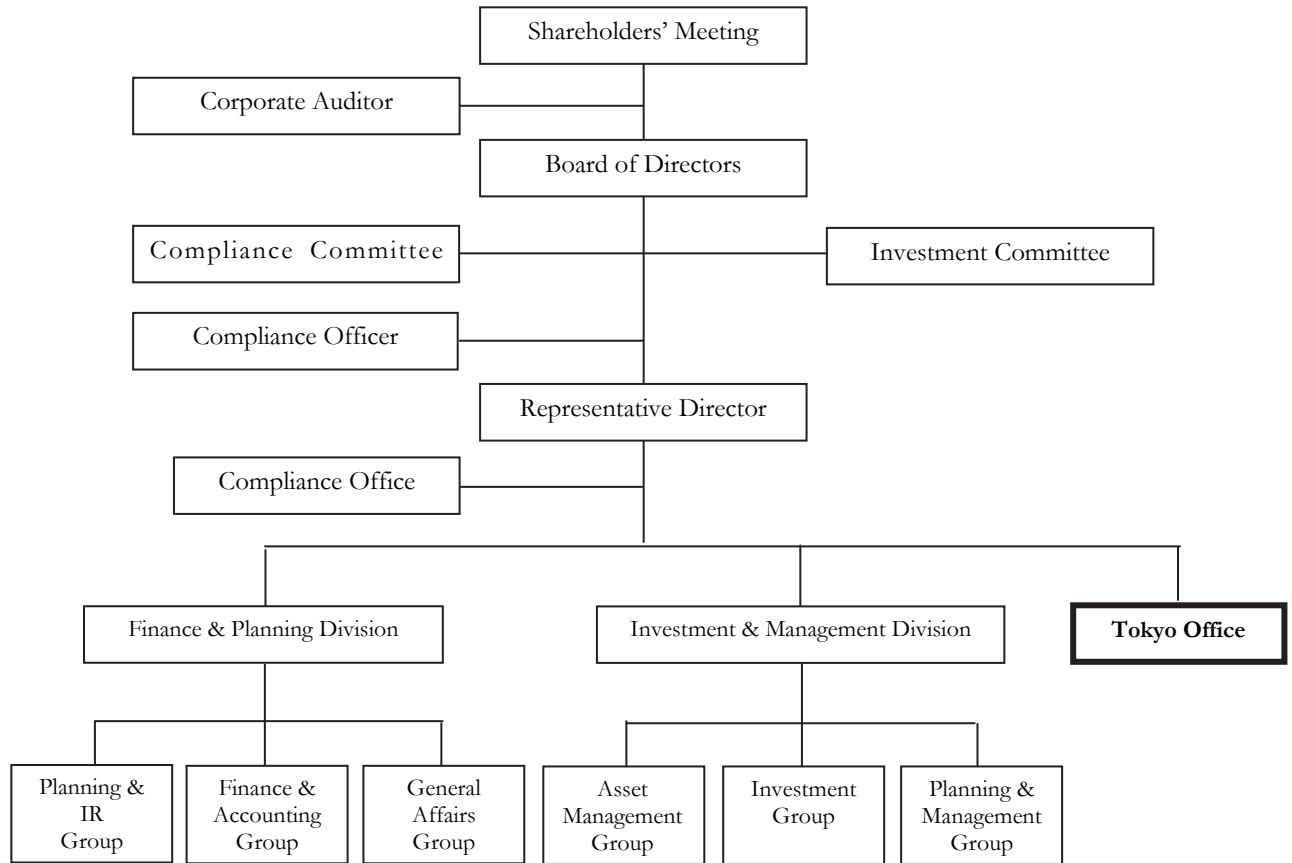 Shareholders’ Meeting
Corporate Auditor
Board of Directors
Compliance Committee
Investment Committee
Compliance Officer
Representative Director
Compliance Office
Finance & Planning Division
Investment & Management Division
Tokyo Office
Planning &
IR
Group
Finance &
Accounting
Group
General
Affairs
Group
Asset
Management
Group
Investment
Group
Planning &
Management
Group